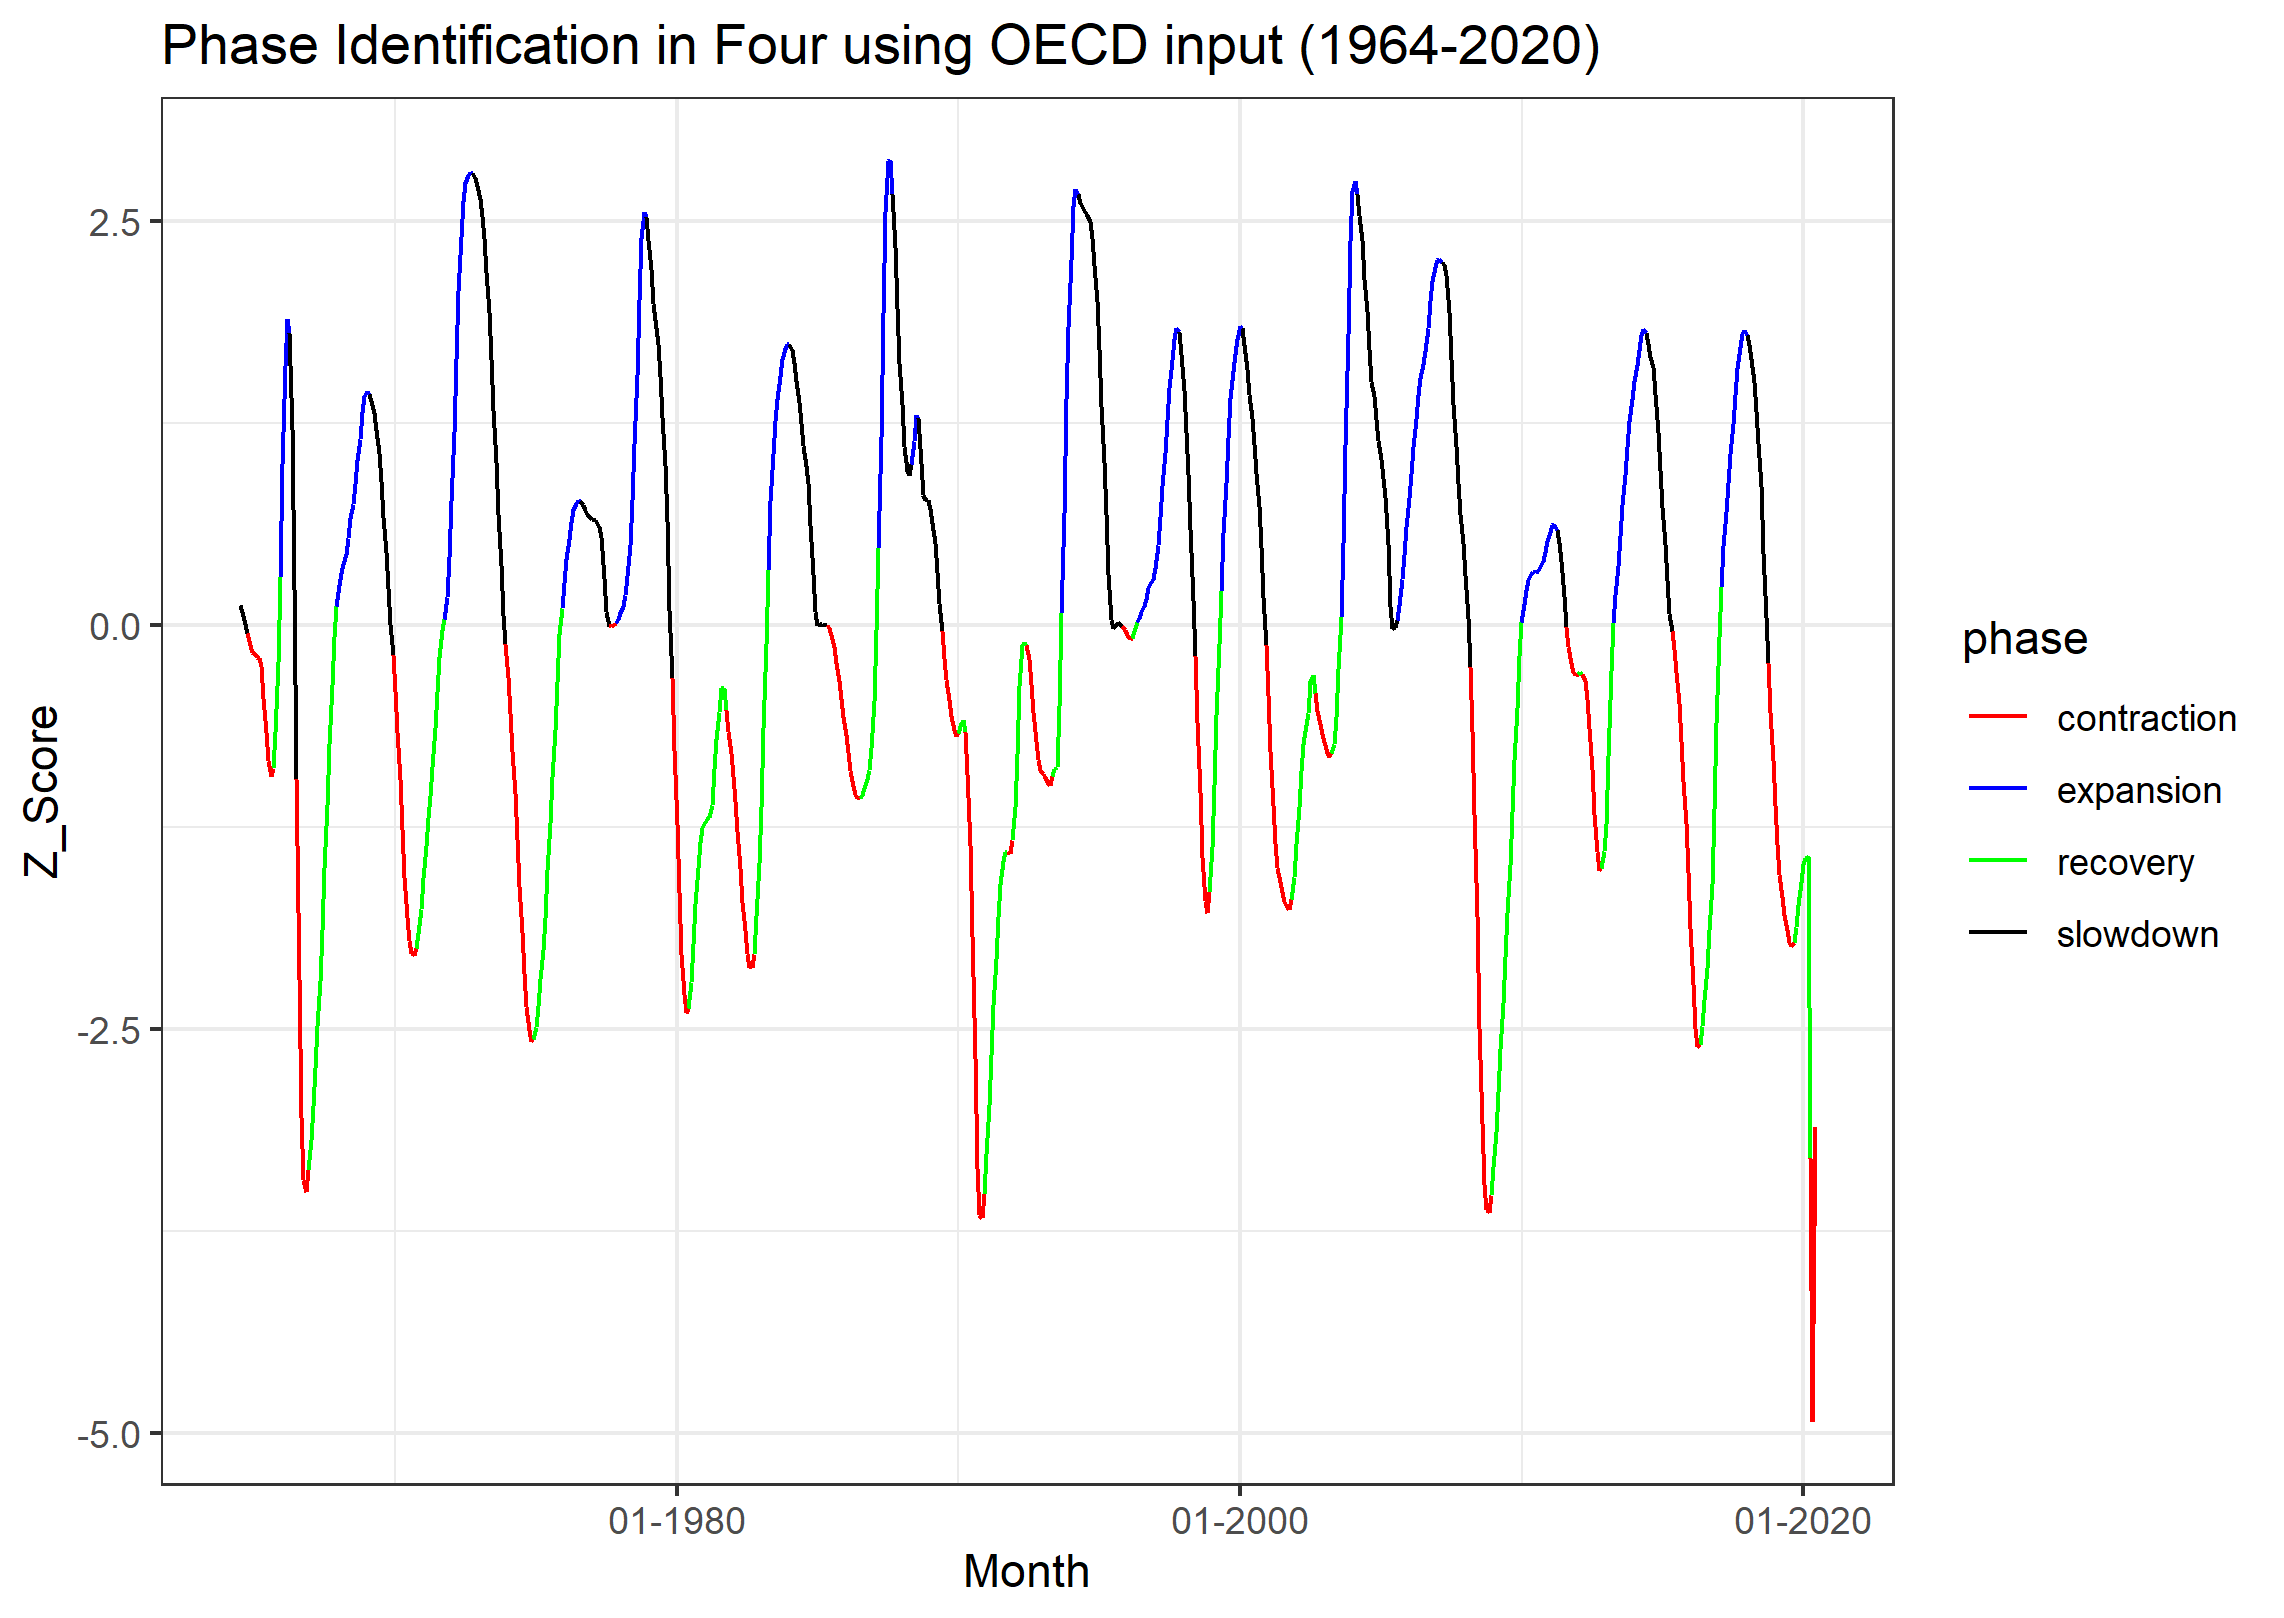 Phase Identification in Four using OECD input (1964-2020)
2.5
0.0
-2.5
-5.0
Z_Score
01-1980
01-2000
01-2020
Month
phase
contraction
expansion
recovery
slowdown